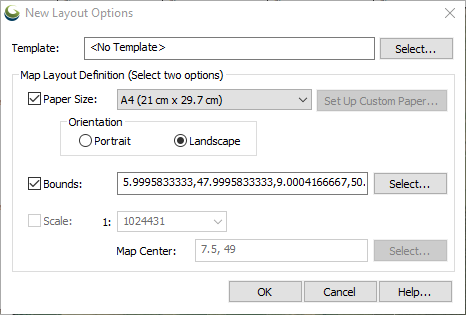 New Layout Options
Template: <No Template> Select...
Map Layout Definition (Select two options)
Paper Size: A4 (21 cm x 29.7 cm) Set Up Custom Paper...
Orientation
Portrait Landscape
Bounds: 5.9995833333,47.9995833333,9.0004166667,50. Select...
Scale: 1: 1024431
Map Center: 7.5, 49 Select...
OK Cancel Help...